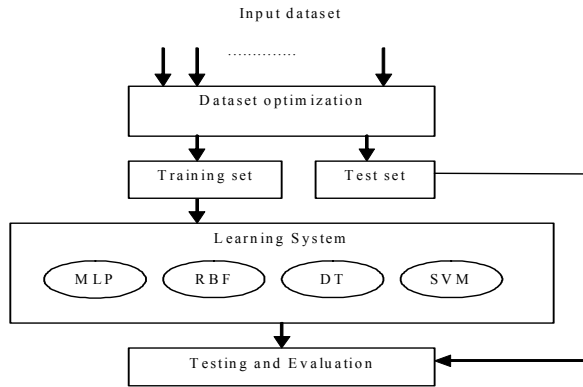 Input dataset
..............
Dataset optimization
Training set
Test set
Learning System
MLP
RBF
DT
SVM
Testing and Evaluation